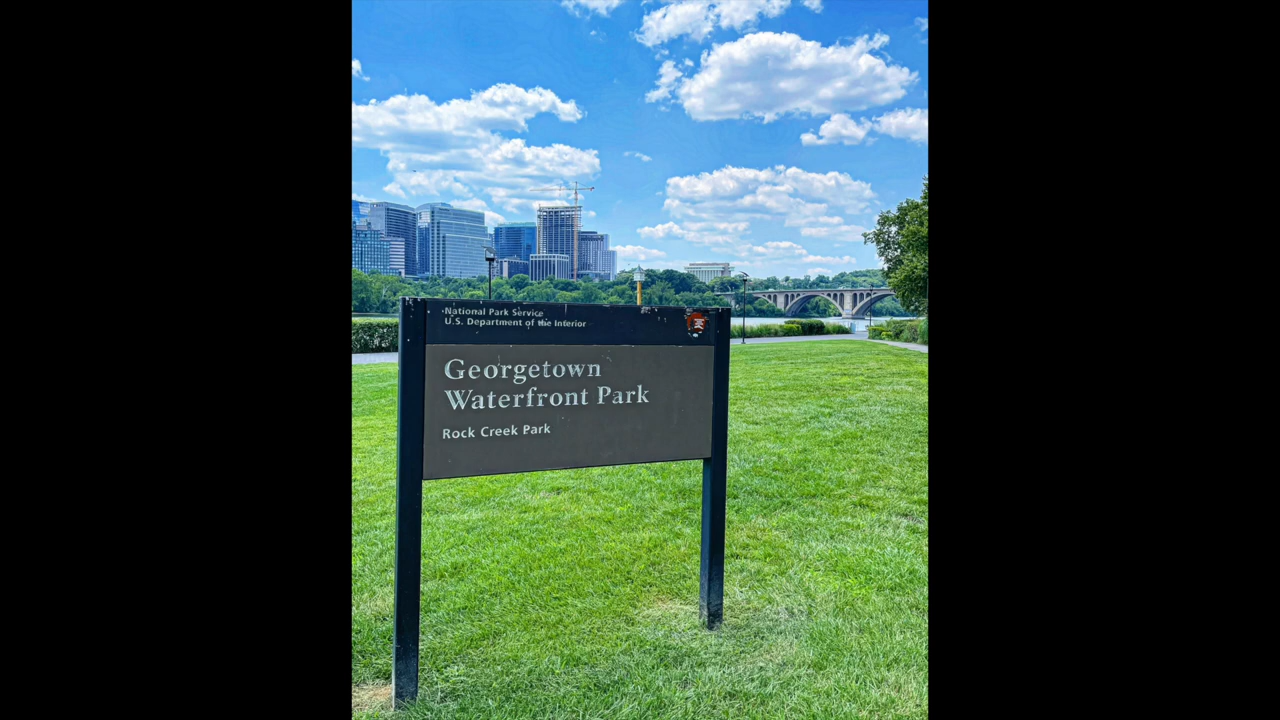 National Park Service
U.S. Department of the Interior
Georgetown
Waterfront Park
Rock Creek Park